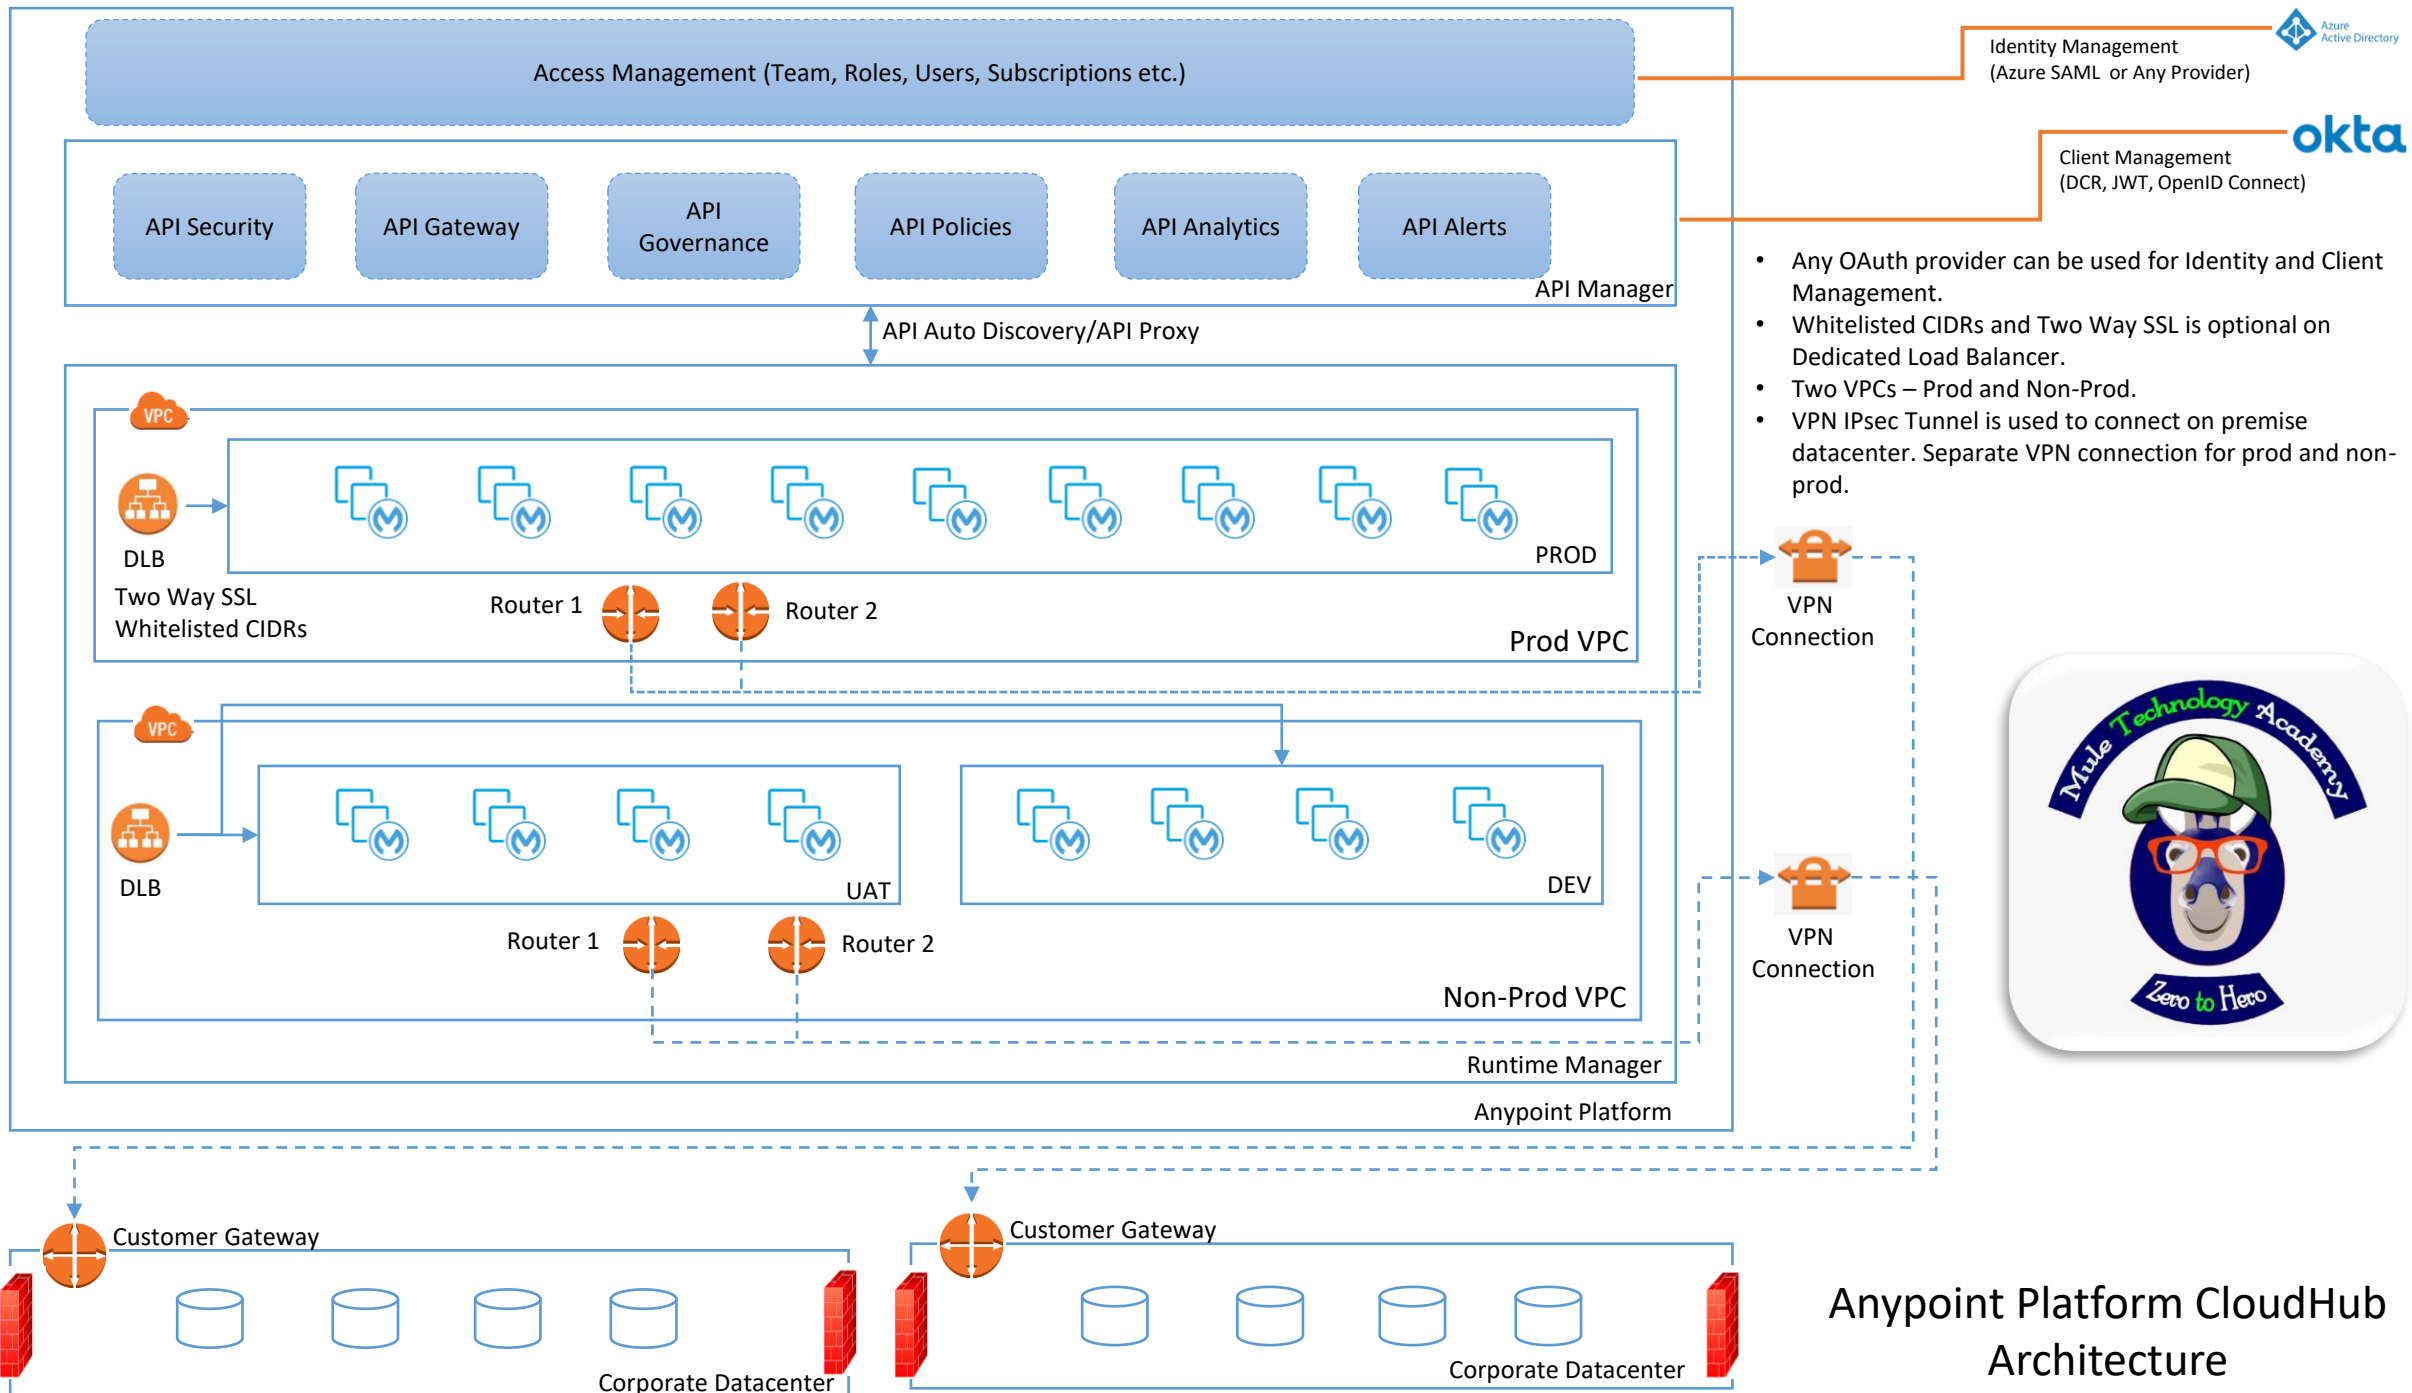 Access Management (Team, Roles, Users, Subscriptions etc.)
Identity Management
(Azure SAML  or Any Provider)
Azure
Active Directory
okta
Client Management
(DCR, JWT, OpenID Connect)
API Security
API Gateway
API
Governance
API Policies
API Analytics
API Alerts
API Manager
API Auto Discovery/API Proxy
• Any OAuth provider can be used for Identity and Client
Management.
• Whitelisted CIDRs and Two Way SSL is optional on
Dedicated Load Balancer.
• Two VPCs – Prod and Non-Prod.
• VPN IPsec Tunnel is used to connect on premise
datacenter. Separate VPN connection for prod and non-
prod.
VPC
DLB
Two Way SSL
Whitelisted CIDRs
PROD
Router 1
Router 2
Prod VPC
VPN
Connection
VPC
DLB
UAT
DEV
Router 1
Router 2
Non-Prod VPC
VPN
Connection
Runtime Manager
Anypoint Platform
Mule Technology Academy
Zero to Hero
Customer Gateway
Corporate Datacenter
Customer Gateway
Corporate Datacenter
Anypoint Platform CloudHub
Architecture